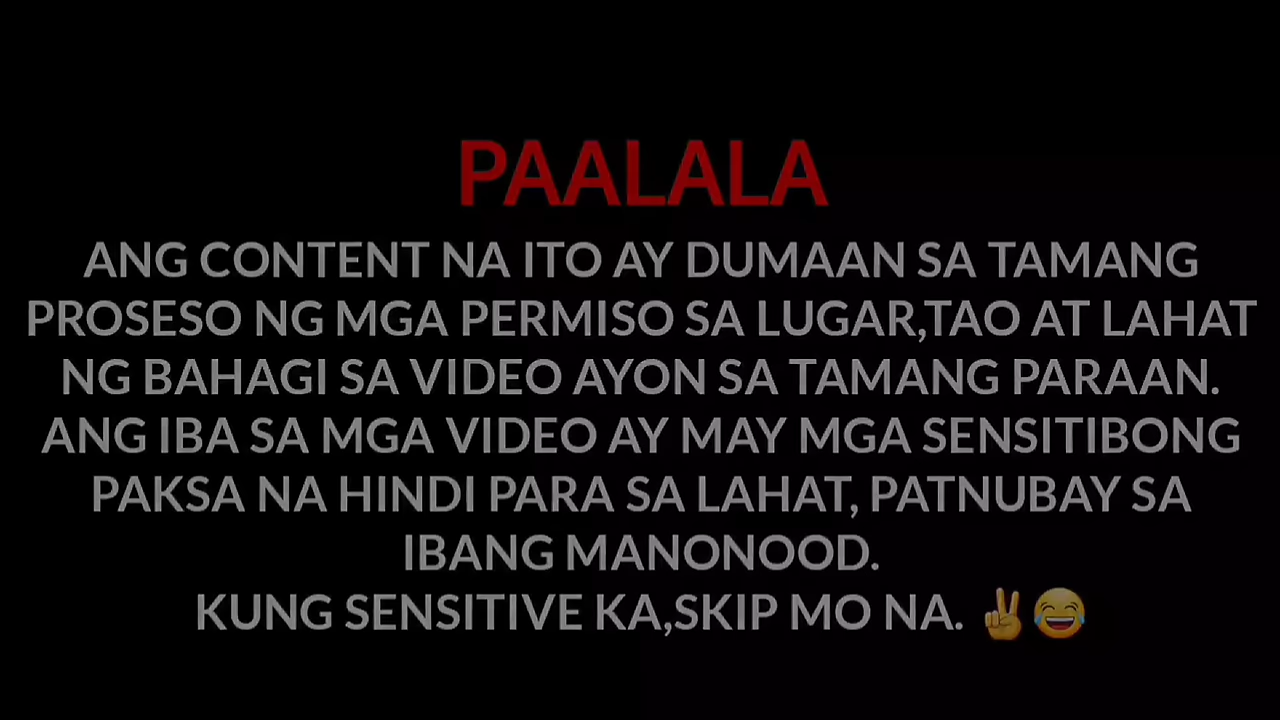 PAALALA
ANG CONTENT NA ITO AY DUMAAN SA TAMANG
PROSESO NG MGA PERMISO SA LUGAR,TAO AT LAHAT
NG BAHAGI SA VIDEO AYON SA TAMANG PARAAN.
ANG IBA SA MGA VIDEO AY MAY MGA SENSITIBONG
PAKSA NA HINDI PARA SA LAHAT, PATNUBAY SA
IBANG MANONOOD.
KUNG SENSITIVE KA,SKIP MO NA. ✌😂